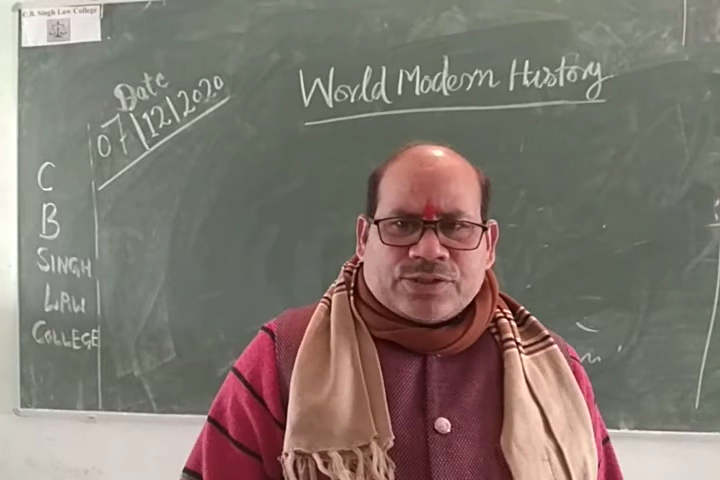 C.B. Singh Law College
Date
07/12/2020
World Modern History
C
B
SINGH
LAW
COLLEGE